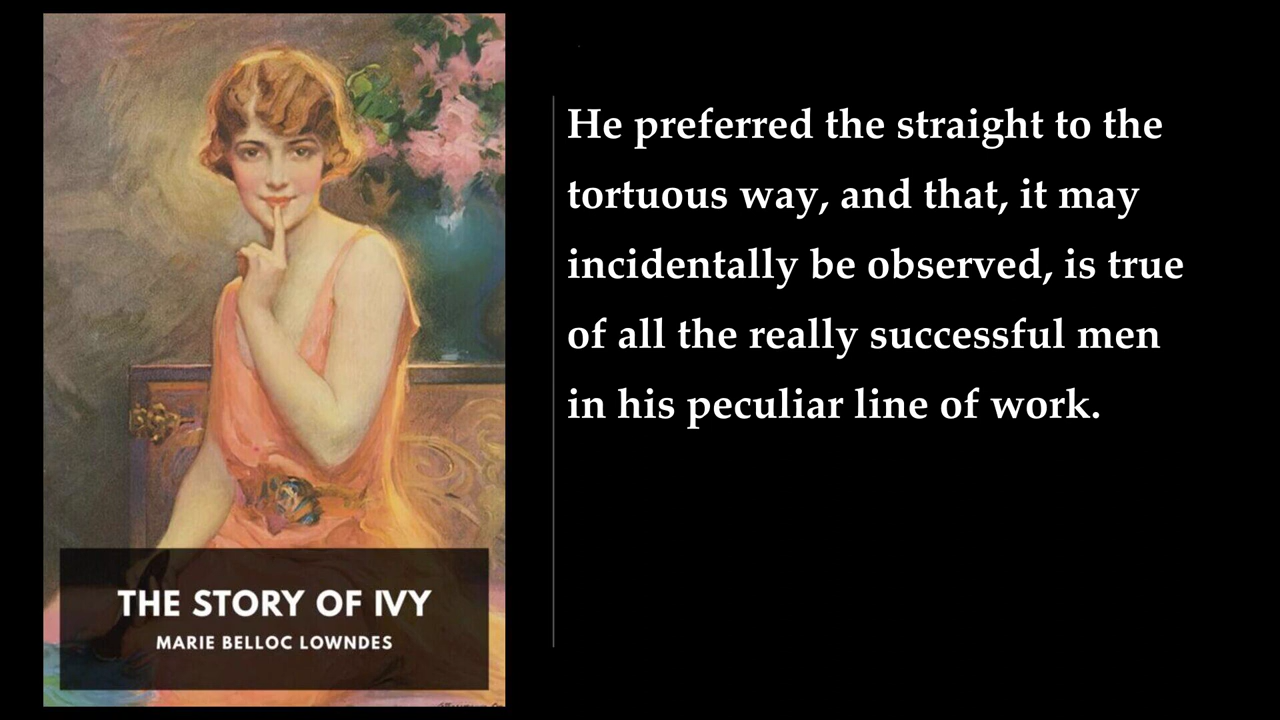 He preferred the straight to the
tortuous way, and that, it may
incidentally be observed, is true
of all the really successful men
in his peculiar line of work.
THE STORY OF IVY
MARIE BELLOC LOWNDES